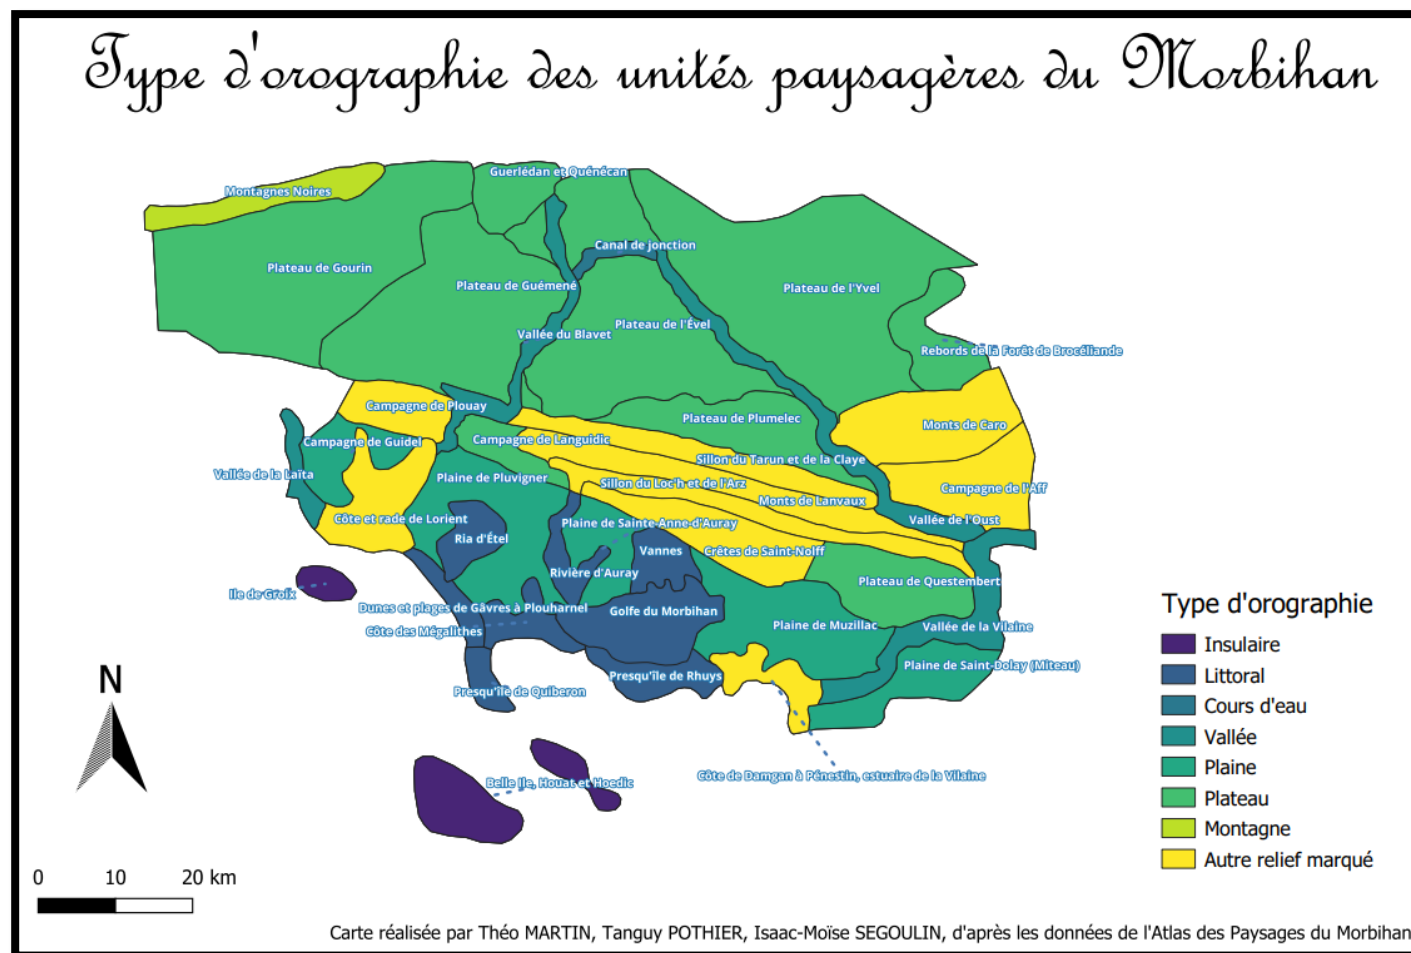 Type d'orographie des unités paysagères du Morbihan
Guerlédan et Quénécan
Montagnes Noires
Canal de jonction
Plateau de Gourin
Plateau de Guémené
Plateau de l'Yvel
Plateau de l'Ével
Vallée du Blavet
Rebords de la Forêt de Brocéliande
Campagne de Plouay
Plateau de Plumelec
Monts de Caro
Campagne de Guidel
Campagne de Languidic
Sillon du Tarun et de la Claye
Vallée de la Laïta
Plaine de Pluvigner
Sillon du Loc'h et de l'Arz
Campagne de l'Aff
Monts de Lanvaux
Côte et rade de Lorient
Plaine de Sainte-Anne-d'Auray
Vallée de l'Oust
Ria d'Étel
Vannes
Crêtes de Saint-Nolff
Rivière d'Auray
Plateau de Questembert
Ile de Groix
Dunes et plages de Gâvres à Plouharnel
Golfe du Morbihan
Côte des Mégalithes
Plaine de Muzillac
Vallée de la Vilaine
Plaine de Saint-Dolay (Miteau)
Presqu'île de Rhuys
Presqu'île de Quiberon
Côte de Damgan à Pénestin, estuaire de la Vilaine
Belle Ile, Houat et Hoedic
Type d'orographie
Insulaire
Littoral
Cours d'eau
Vallée
Plaine
Plateau
Montagne
Autre relief marqué
N
0 10 20 km
Carte réalisée par Théo MARTIN, Tanguy POTHIER, Isaac-Moïse SEGOULIN, d'après les données de l'Atlas des Paysages du Morbihan